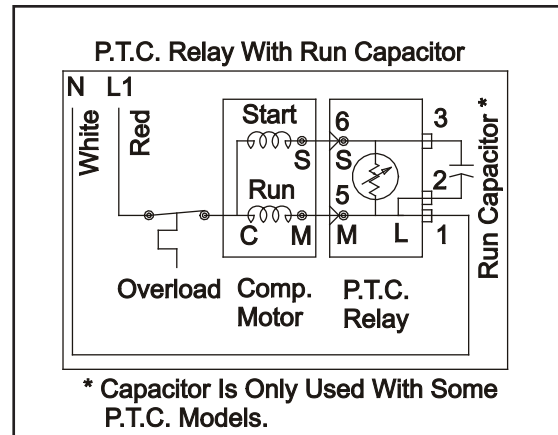 P.T.C. Relay With Run Capacitor
N L1
White
Red
Start
S
6
S
3
2
Run Capacitor *
Run
C M
5
M
L
1
Overload
Comp.
Motor
P.T.C.
Relay
* Capacitor Is Only Used With Some
P.T.C. Models.